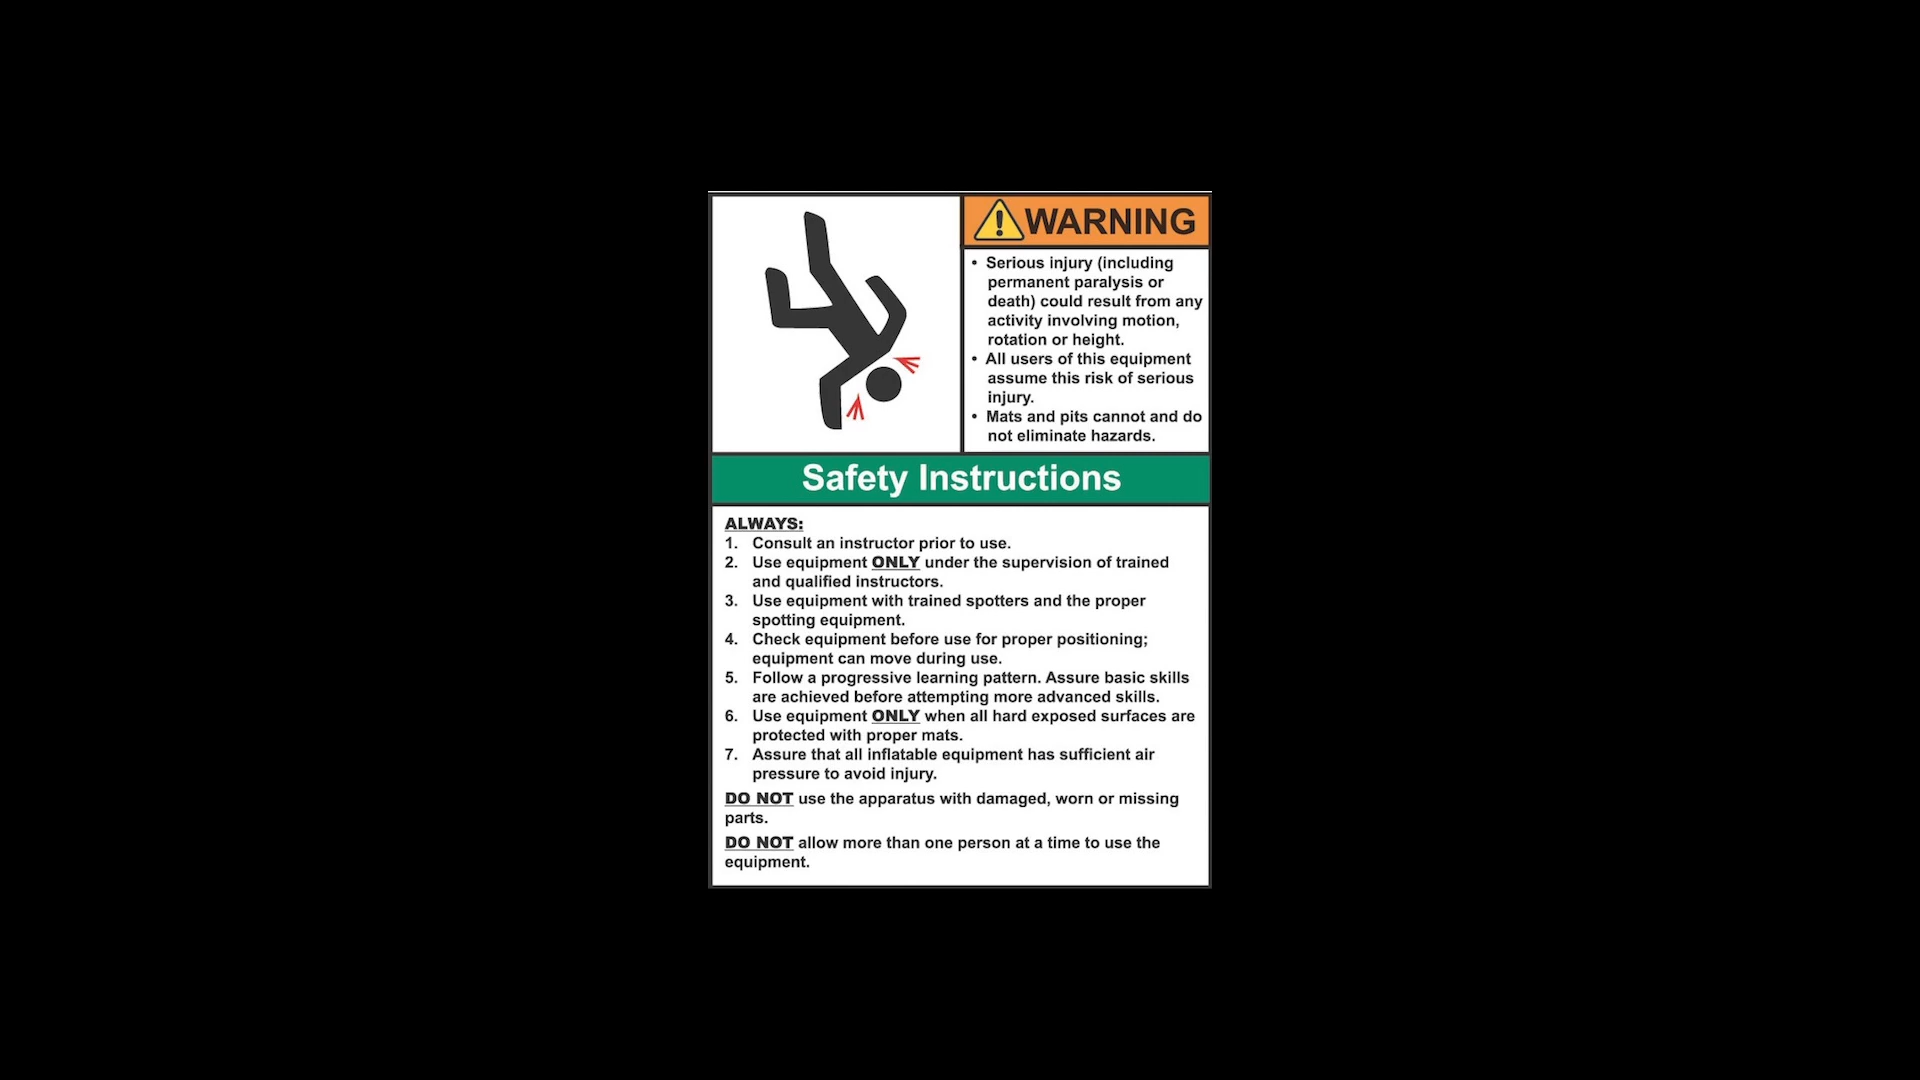 WARNING
• Serious injury (including
permanent paralysis or
death) could result from any
activity involving motion,
rotation or height.
• All users of this equipment
assume this risk of serious
injury.
• Mats and pits cannot and do
not eliminate hazards.
Safety Instructions
ALWAYS:
1. Consult an instructor prior to use.
2. Use equipment ONLY under the supervision of trained
and qualified instructors.
3. Use equipment with trained spotters and the proper
spotting equipment.
4. Check equipment before use for proper positioning;
equipment can move during use.
5. Follow a progressive learning pattern. Assure basic skills
are achieved before attempting more advanced skills.
6. Use equipment ONLY when all hard exposed surfaces are
protected with proper mats.
7. Assure that all inflatable equipment has sufficient air
pressure to avoid injury.
DO NOT use the apparatus with damaged, worn or missing
parts.
DO NOT allow more than one person at a time to use the
equipment.